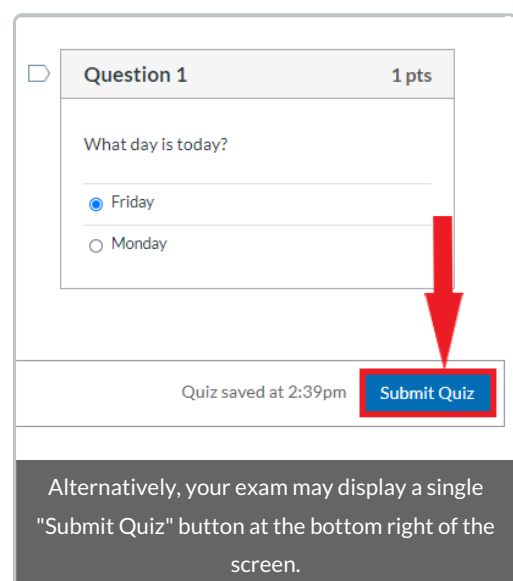 Question 1 1 pts
What day is today?
Friday
Monday
Quiz saved at 2:39pm Submit Quiz
Alternatively, your exam may display a single
"Submit Quiz" button at the bottom right of the
screen.